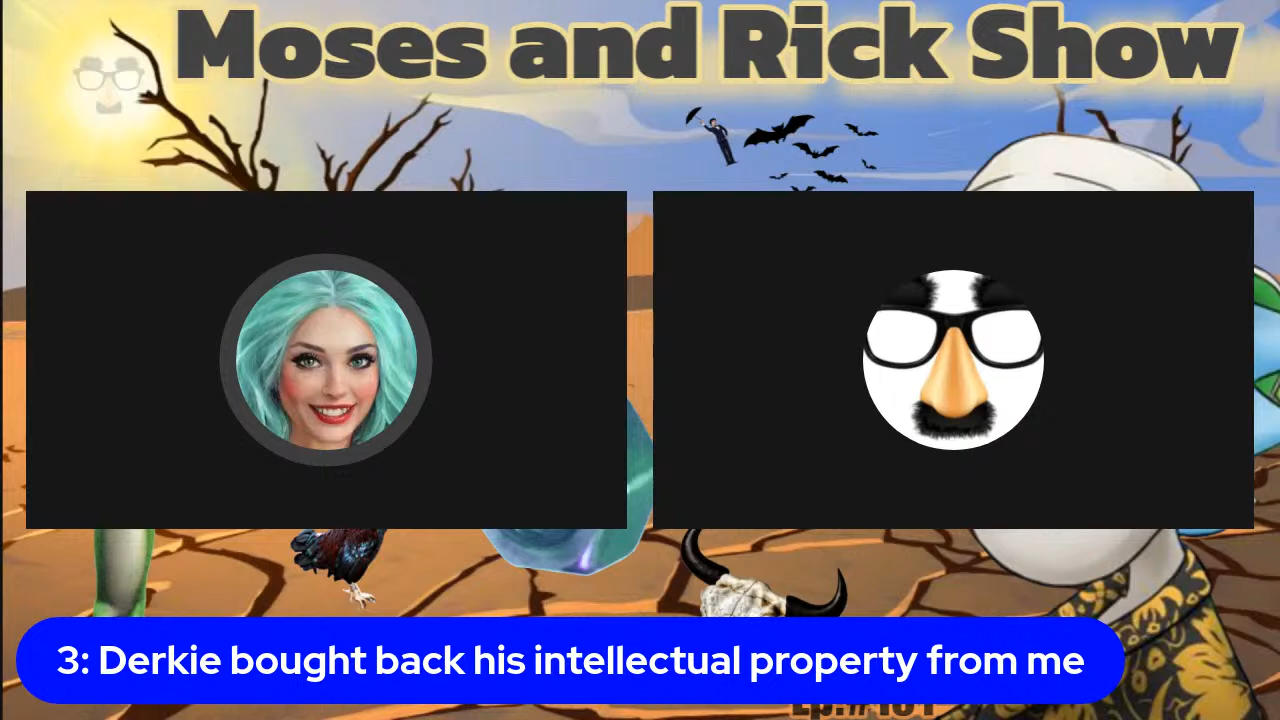 Moses and Rick Show
3: Derkie bought back his intellectual property from me